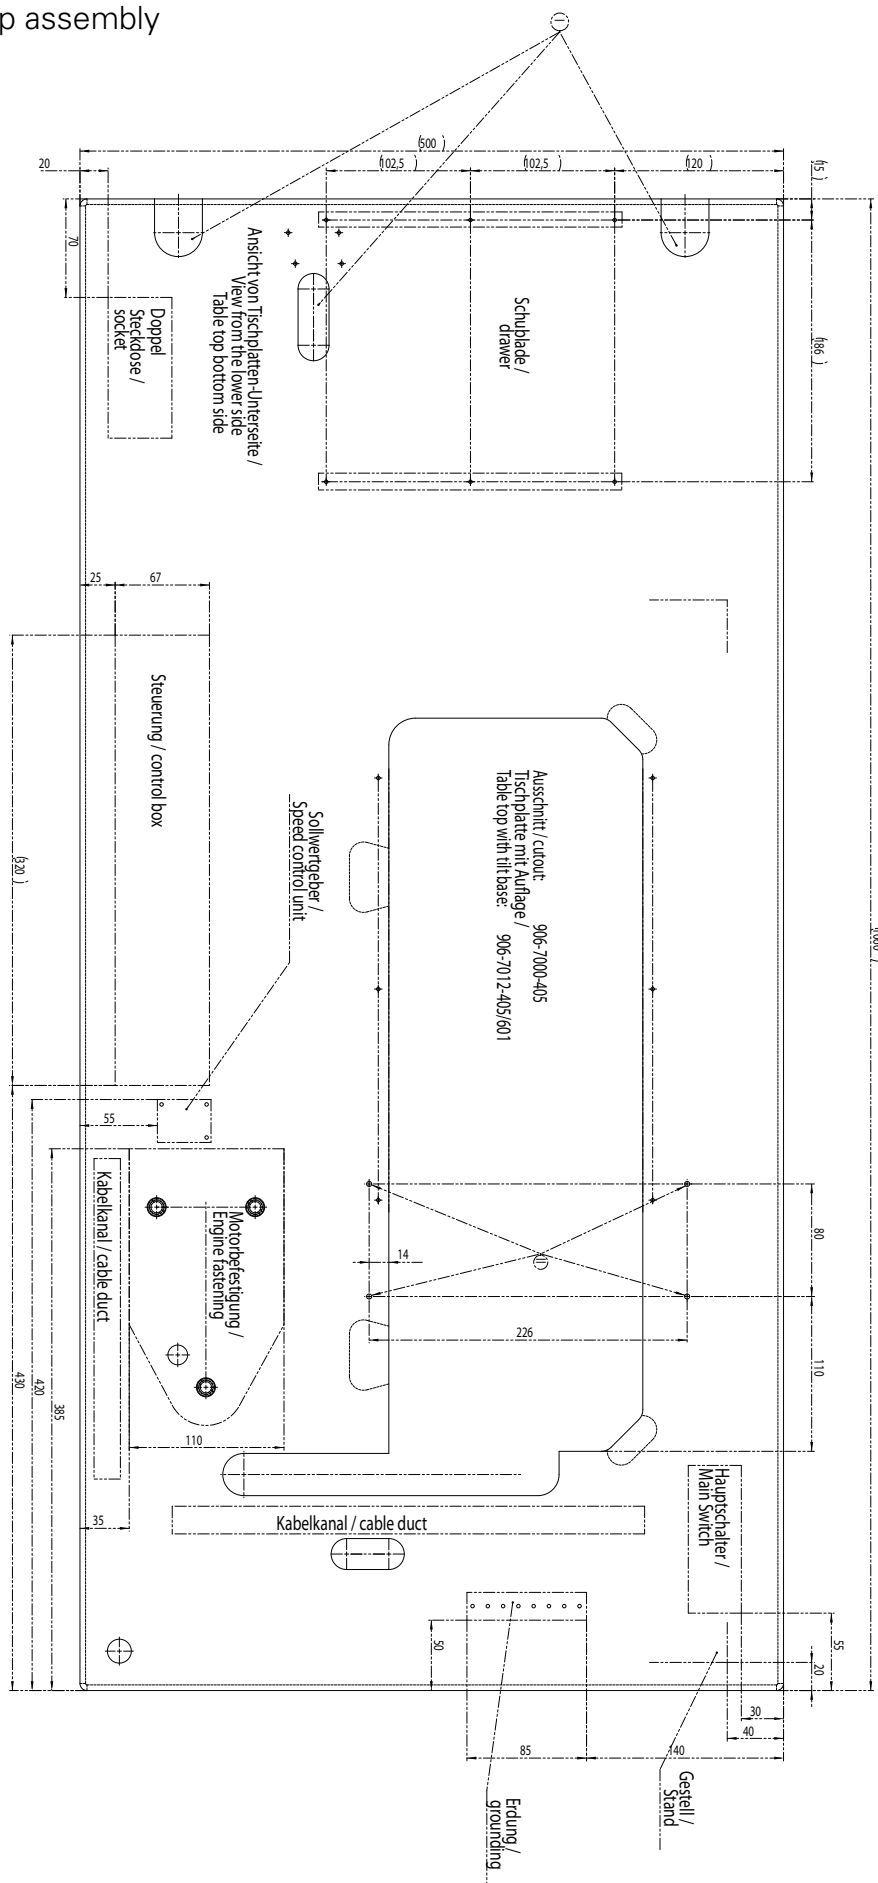 p assembly
(500)
(102,5)
(102,5)
(120)
20
(15)
70
(186)
Ansicht von Tischplatten-Unterseite /
View from the lower side
Table top bottom side
Schublade /
drawer
Doppel
Steckdose /
socket
25
67
Steuerung / control box
(320)
Sollwertgeber /
Speed control unit
Ausschnitt / cutout: 906-7000-405
Tischplatte mit Auflage /
Table top with tilt base: 906-7012-405/601
55
Kabelkanal / cable duct
Motorbefestigung /
Engine fastening
14
80
226
110
430
420
385
110
35
Kabelkanal / cable duct
Hauptschalter /
Main Switch
50
55
20
30
40
85
140
Gestell /
Stand
Erdung /
grounding